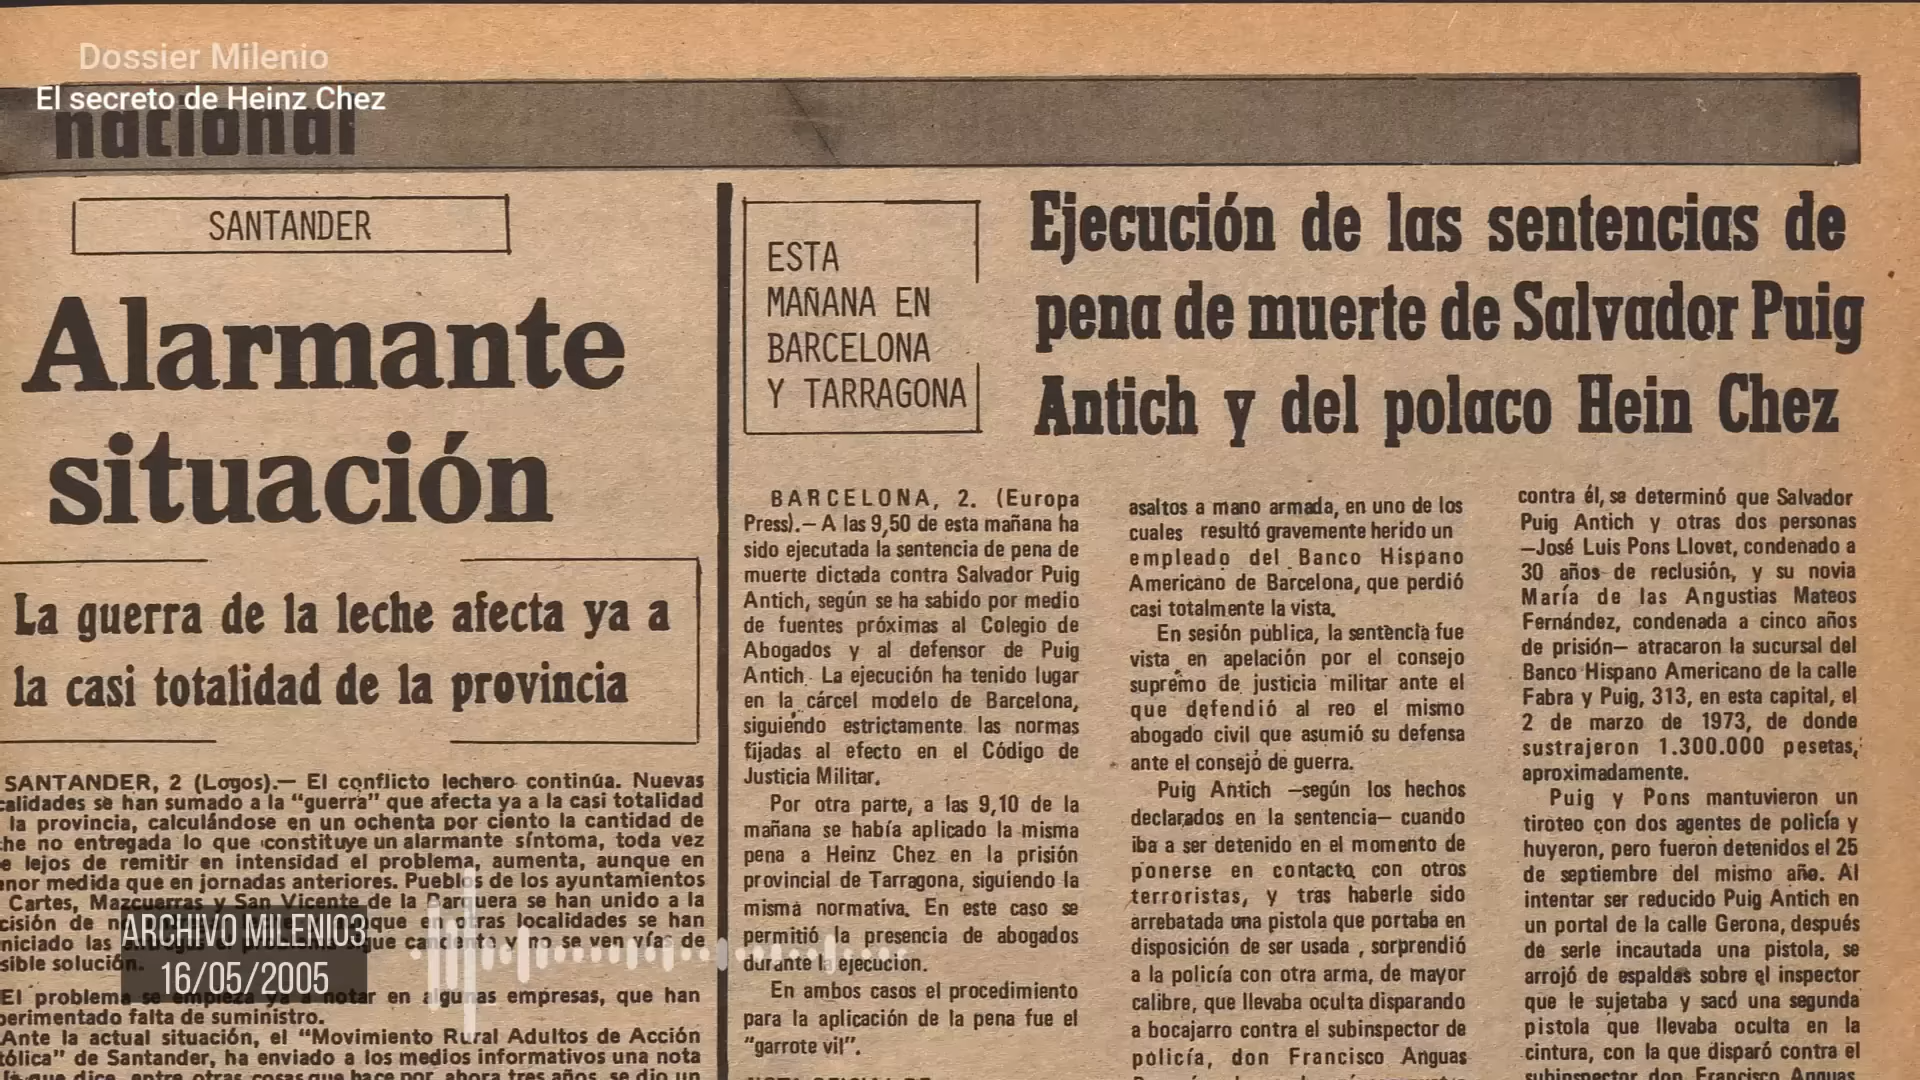 Dossier Milenio
El secreto de Heinz Chez
nacional
SANTANDER
Alarmante
situación
La guerra de la leche afecta ya a
la casi totalidad de la provincia
SANTANDER, 2 (Logos).— El conflicto lechero continúa. Nuevas
calidades se han sumado a la "guerra" que afecta ya a la casi totalidad
la provincia, calculándose en un ochenta por ciento la cantidad de
che no entregada lo que constituye un alarmante síntoma, toda vez
e lejos de remitir en intensidad el problema, aumenta, aunque en
nor medida que en jornadas anteriores. Pueblos de los ayuntamientos
Cartes, Mazcuerras y San Vicente de la Barquera se han unido a la
cisión de que en otras localidades se han
niciado las que candente y no se ven vías de
sible solución.
El problema se empieza ya a notar en algunas empresas, que han
perimentado falta de suministro.
Ante la actual situación, el "Movimiento Rural Adultos de Acción
tólica" de Santander, ha enviado a los medios informativos una nota
la que dice, entre otras cosas que hace por ahora tres años, se dio un
ESTA
MAÑANA EN
BARCELONA
Y TARRAGONA
Ejecución de las sentencias de
pena de muerte de Salvador Puig
Antich y del polaco Hein Chez
BARCELONA, 2. (Europa
Press).— A las 9,50 de esta mañana ha
sido ejecutada la sentencia de pena de
muerte dictada contra Salvador Puig
Antich, según se ha sabido por medio
de fuentes próximas al Colegio de
Abogados y al defensor de Puig
Antich. La ejecución ha tenido lugar
en la cárcel modelo de Barcelona,
siguiendo estrictamente las normas
fijadas al efecto en el Código de
Justicia Militar.
Por otra parte, a las 9,10 de la
mañana se había aplicado la misma
pena a Heinz Chez en la prisión
provincial de Tarragona, siguiendo la
misma normativa. En este caso se
permitió la presencia de abogados
durante la ejecución.
En ambos casos el procedimiento
para la aplicación de la pena fue el
"garrote vil".
asaltos a mano armada, en uno de los
cuales resultó gravemente herido un
empleado del Banco Hispano
Americano de Barcelona, que perdió
casi totalmente la vista.
En sesión pública, la sentencia fue
vista en apelación por el consejo
supremo de justicia militar ante el
que defendió al reo el mismo
abogado civil que asumió su defensa
ante el consejo de guerra.
Puig Antich —según los hechos
declarados en la sentencia— cuando
iba a ser detenido en el momento de
ponerse en contacto con otros
terroristas, y tras haberle sido
arrebatada una pistola que portaba en
disposición de ser usada , sorprendió
a la policía con otra arma, de mayor
calibre, que llevaba oculta disparando
a bocajarro contra el subinspector de
policía, don Francisco Anguas
contra él, se determinó que Salvador
Puig Antich y otras dos personas
—José Luis Pons Llovet, condenado a
30 años de reclusión, y su novia
María de las Angustias Mateos
Fernández, condenada a cinco años
de prisión— atracaron la sucursal del
Banco Hispano Americano de la calle
Fabra y Puig, 313, en esta capital, el
2 de marzo de 1973, de donde
sustrajeron 1.300.000 pesetas,
aproximadamente.
Puig y Pons mantuvieron un
tiroteo con dos agentes de policía y
huyeron, pero fueron detenidos el 25
de septiembre del mismo año. Al
intentar ser reducido Puig Antich en
un portal de la calle Gerona, después
de serle incautada una pistola, se
arrojó de espaldas sobre el inspector
que le sujetaba y sacó una segunda
pistola que llevaba oculta en la
cintura, con la que disparó contra el
subinspector don Francisco Anguas,
ARCHIVO MILENIO3
16/05/2005